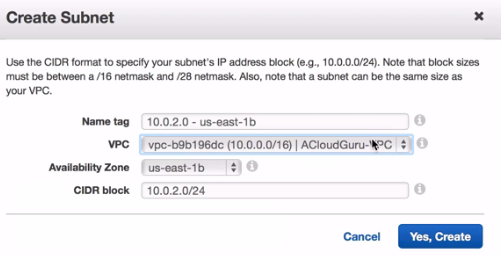 Create Subnet
Use the CIDR format to specify your subnet's IP address block (e.g., 10.0.0.0/24). Note that block sizes
must be between a /16 netmask and /28 netmask. Also, note that a subnet can be the same size as
your VPC.
Name tag 10.0.2.0 - us-east-1b
VPC vpc-b9b196dc (10.0.0.0/16) | ACloudGuru-VPC
Availability Zone us-east-1b
CIDR block 10.0.2.0/24
Cancel Yes, Create